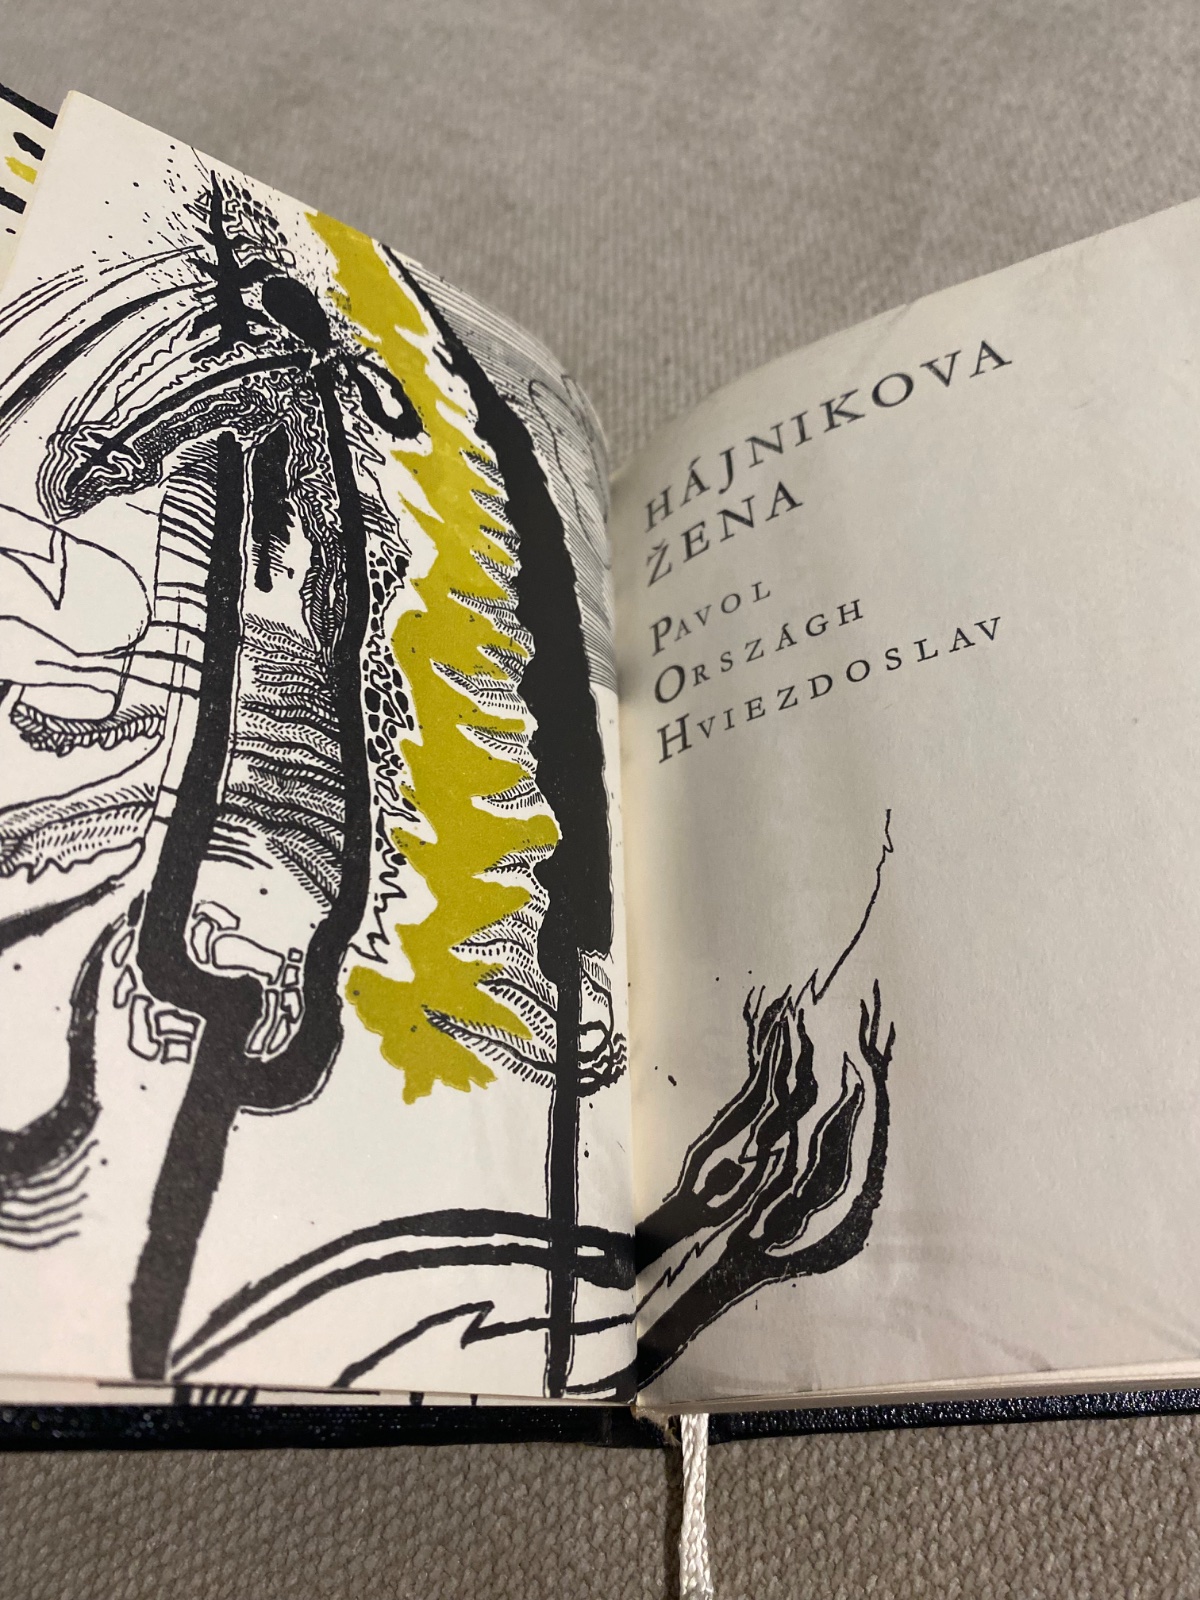 HÁJNIKOVA
ŽENA
PAVOL
ORSZÁGH
HVIEZDOSLAV